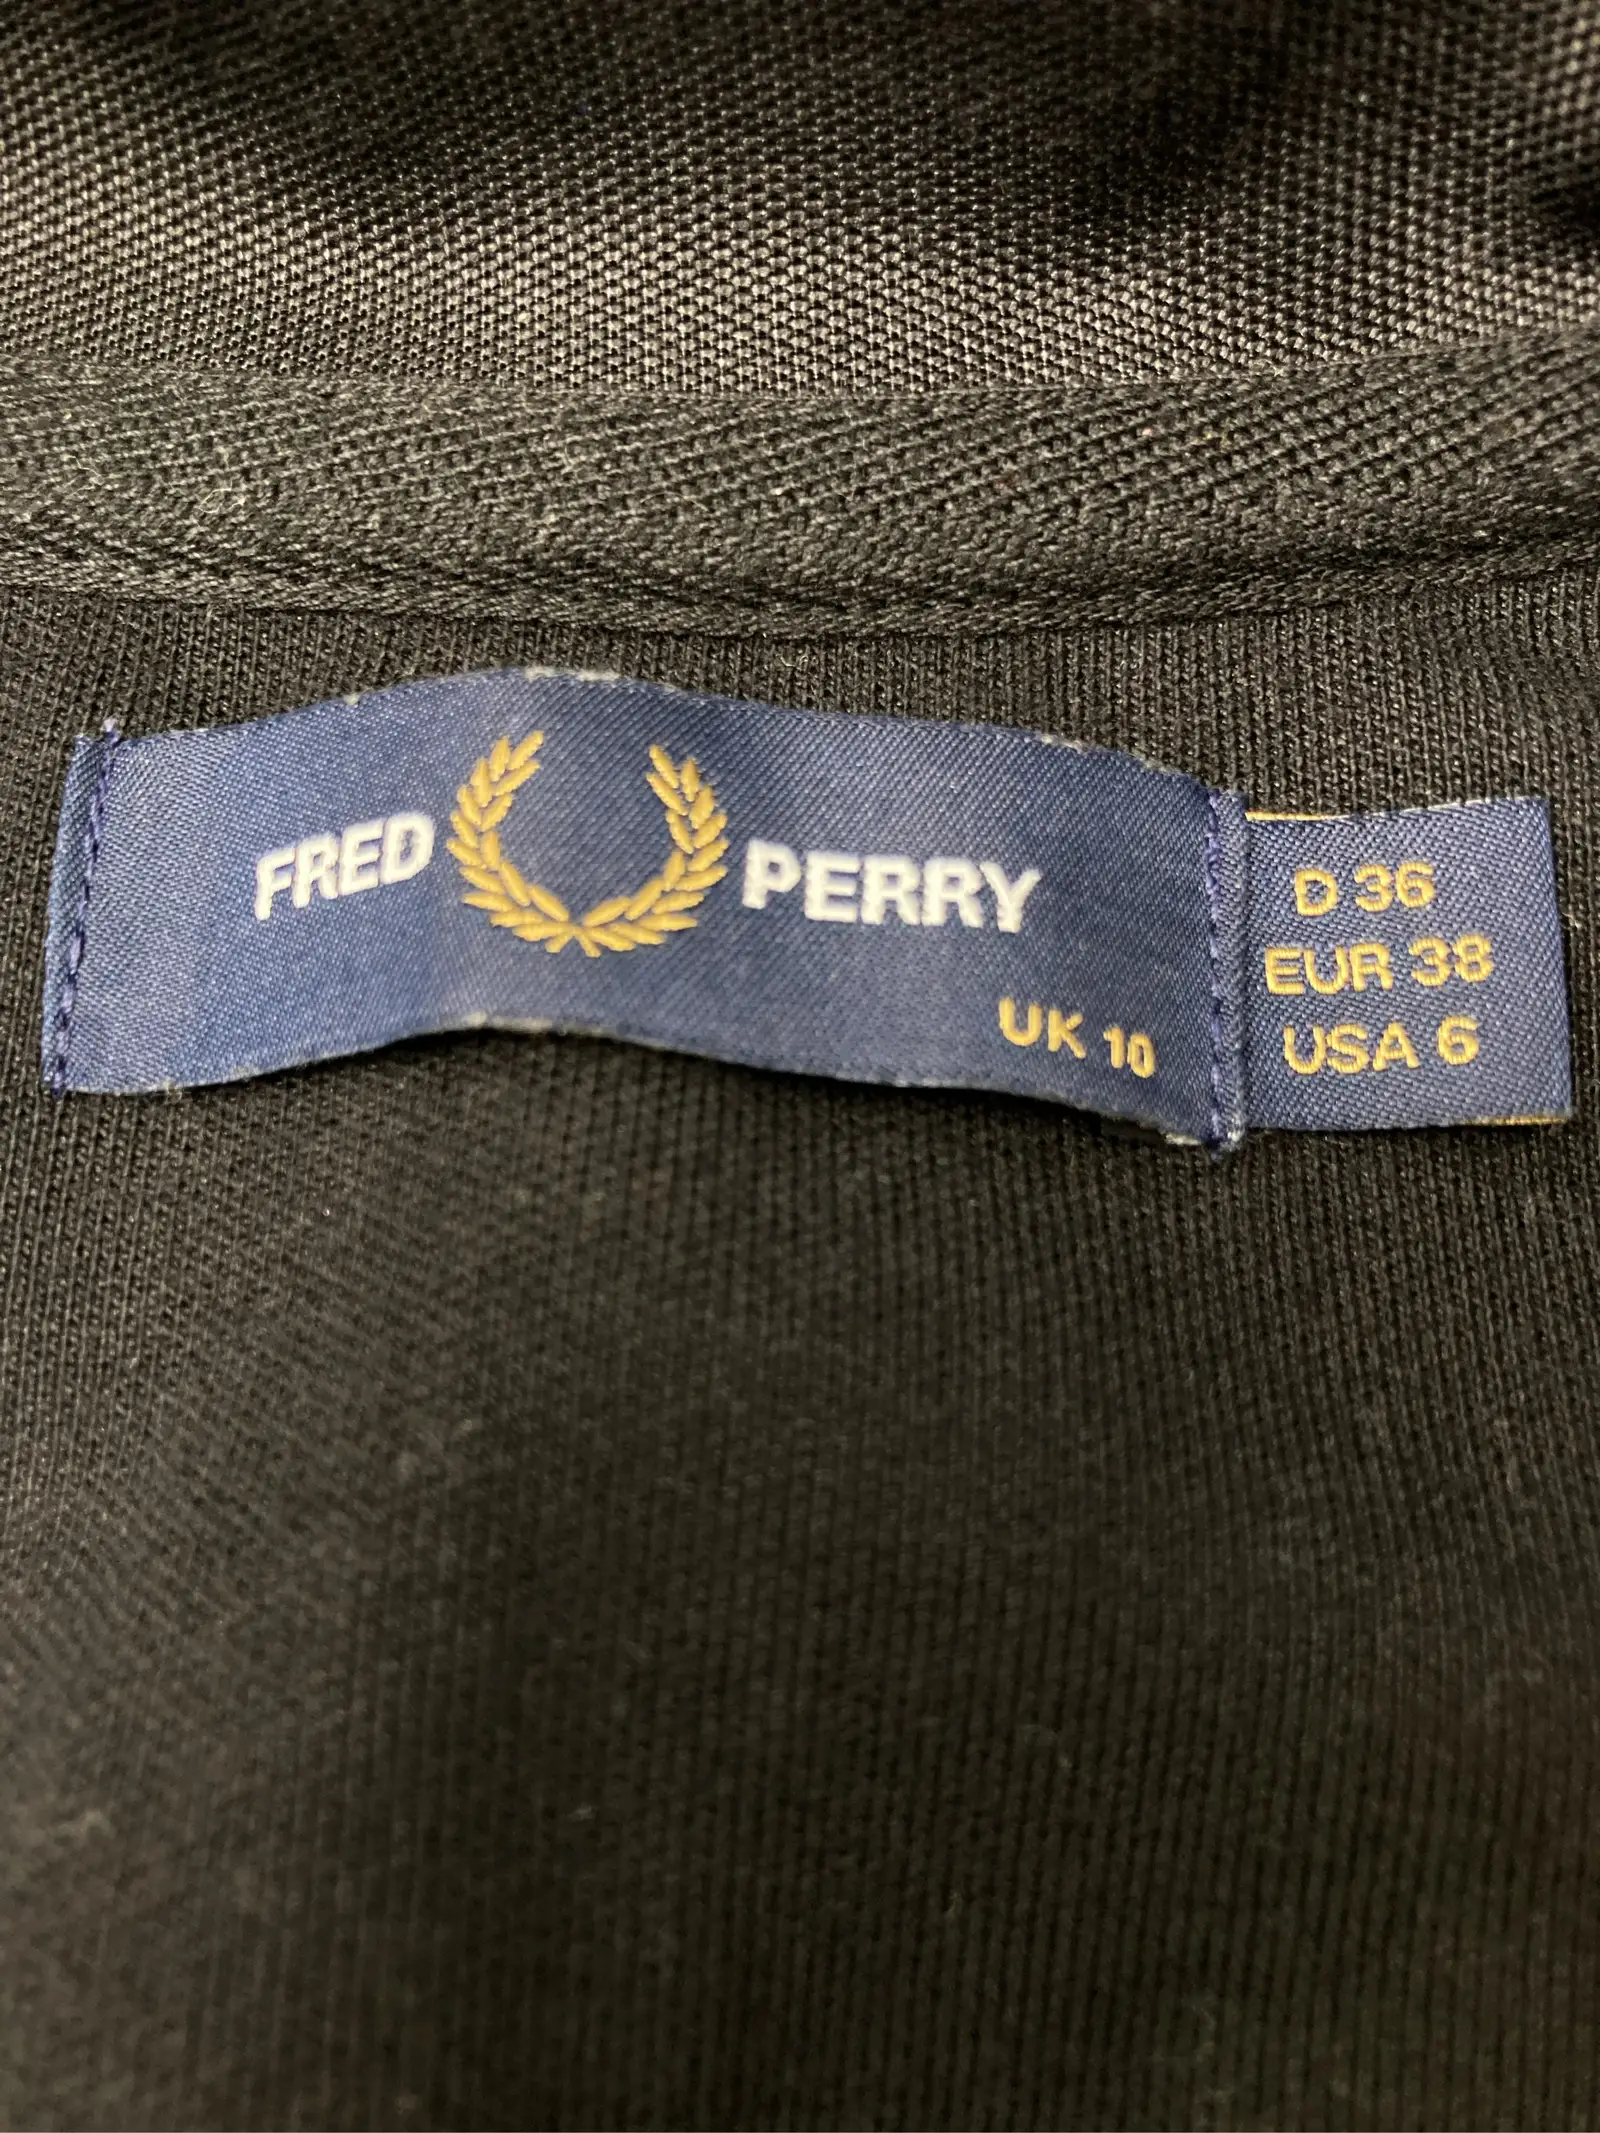 FRED PERRY
UK 10
D 36
EUR 38
USA 6